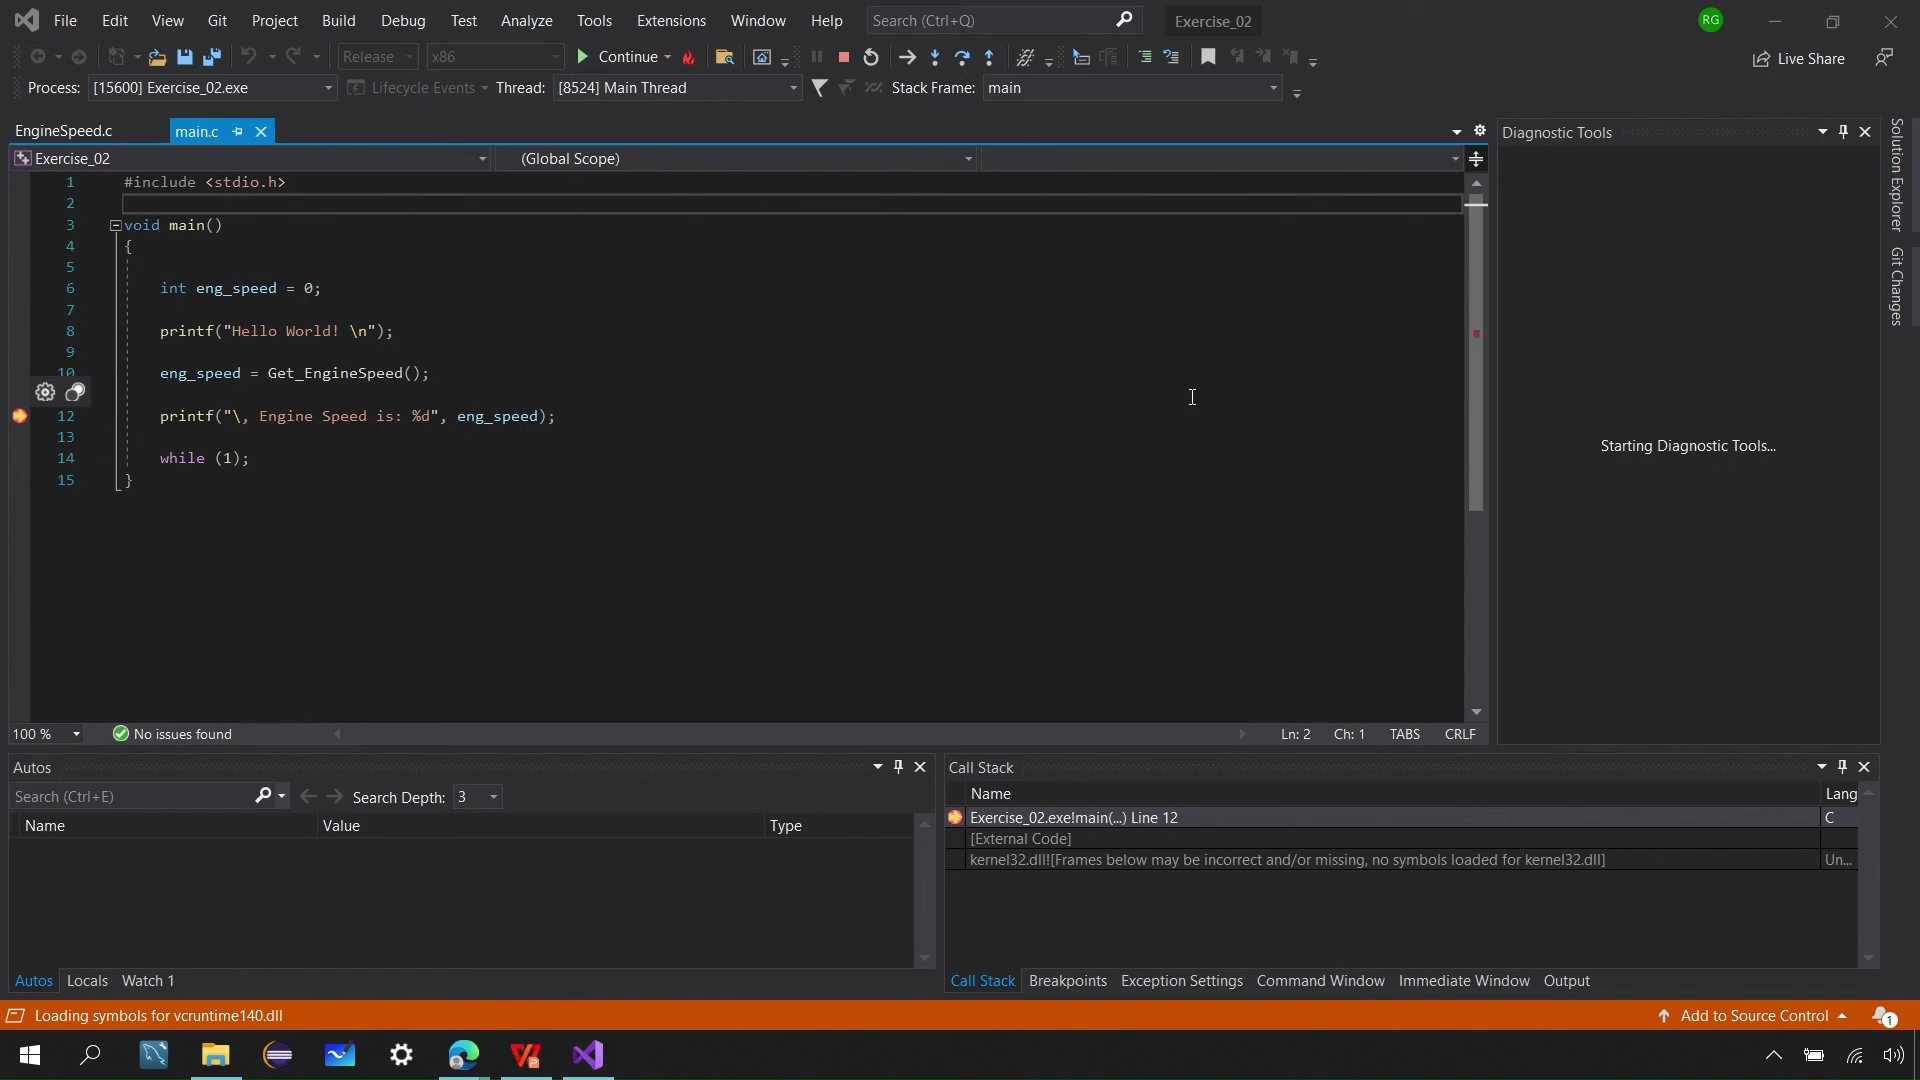 File Edit View Git Project Build Debug Test Analyze Tools Extensions Window Help Search (Ctrl+Q) Exercise_02 RG
Release x86 Continue Live Share
Process: [15600] Exercise_02.exe Lifecycle Events Thread: [8524] Main Thread Stack Frame: main
EngineSpeed.c main.c
Exercise_02 (Global Scope)
1 #include <stdio.h>
2
3 void main()
4 {
5
6 int eng_speed = 0;
7
8 printf("Hello World! \n");
9
10 eng_speed = Get_EngineSpeed();
12 printf("\, Engine Speed is: %d", eng_speed);
13
14 while (1);
15 }
100 % No issues found Ln: 2 Ch: 1 TABS CRLF
Diagnostic Tools
Starting Diagnostic Tools...
Solution Explorer
Git Changes
Autos
Search (Ctrl+E) Search Depth: 3
Name Value Type
Autos Locals Watch 1
Call Stack
Name Lang
Exercise_02.exe!main(...) Line 12 C
[External Code]
kernel32.dll![Frames below may be incorrect and/or missing, no symbols loaded for kernel32.dll] Un...
Call Stack Breakpoints Exception Settings Command Window Immediate Window Output
Loading symbols for vcruntime140.dll Add to Source Control 1